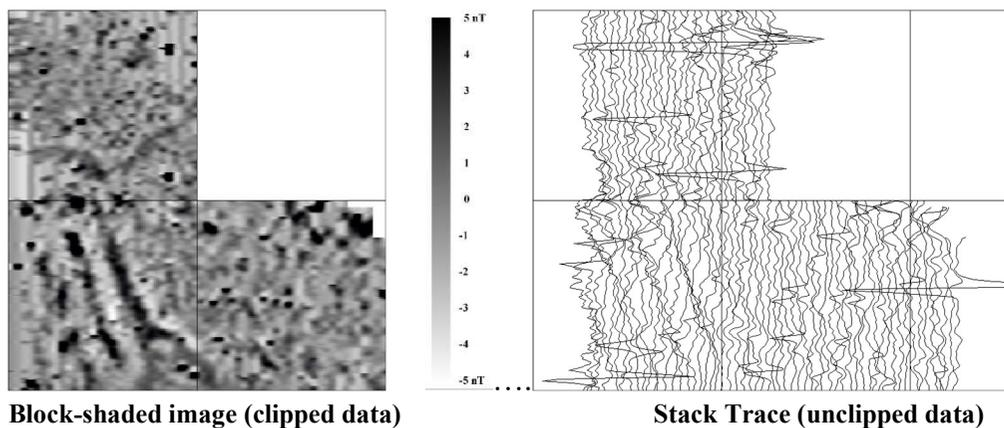 5 nT
4
3
2
1
0
-1
-2
-3
-4
-5 nT
Block-shaded image (clipped data)
Stack Trace (unclipped data)